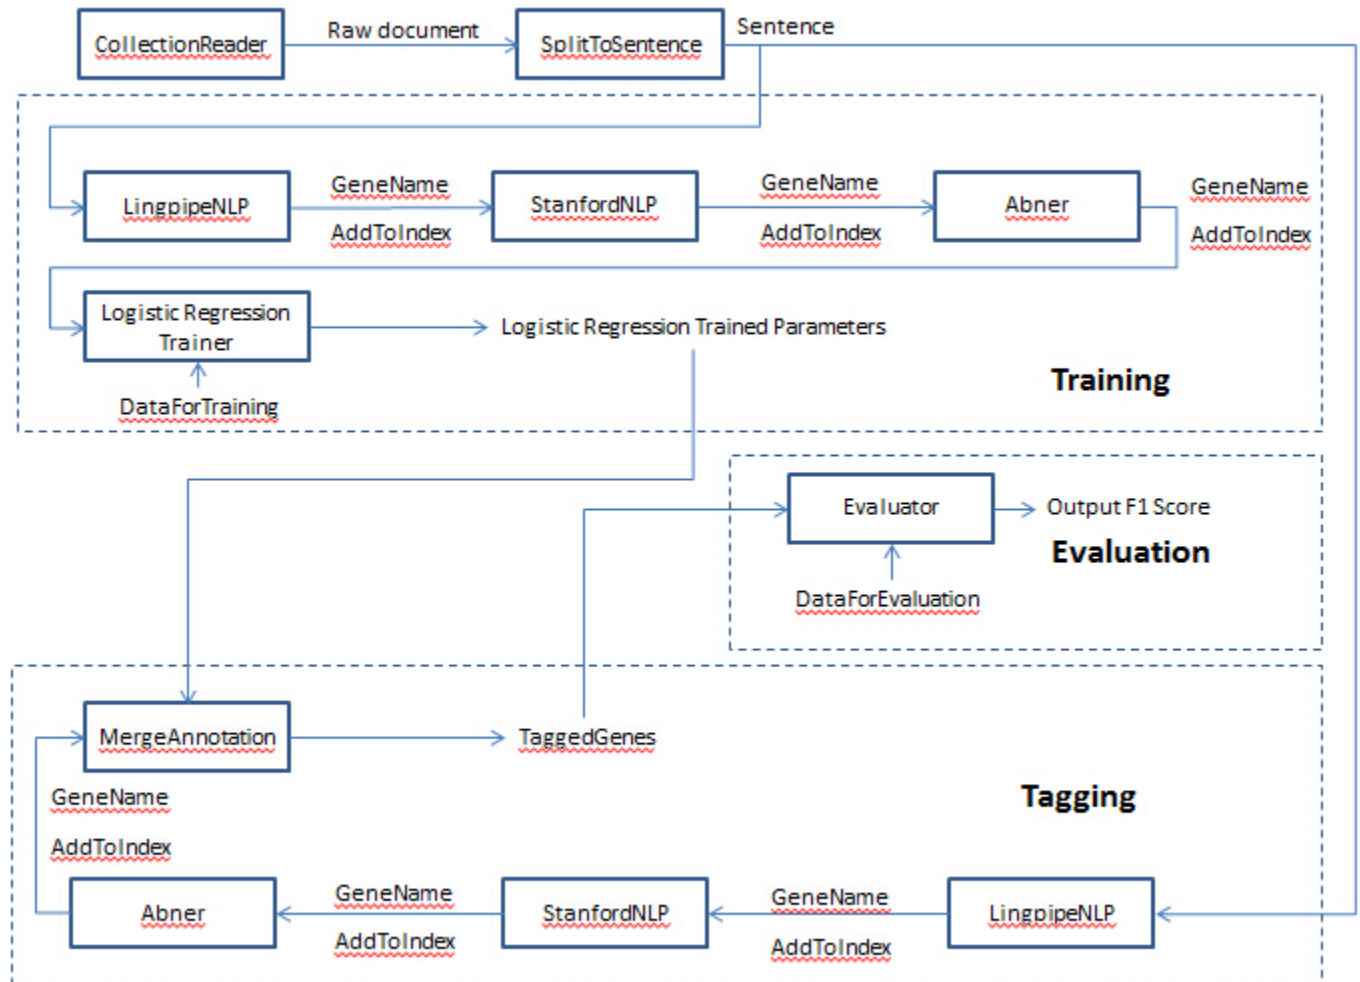 CollectionReader
Raw document
SplitToSentence
Sentence
LingpipeNLP
GeneName
AddToIndex
StanfordNLP
GeneName
AddToIndex
Abner
GeneName
AddToIndex
Logistic Regression
Trainer
Logistic Regression Trained Parameters
DataForTraining
Training
Evaluator
Output F1 Score
Evaluation
DataForEvaluation
MergeAnnotation
TaggedGenes
Tagging
GeneName
AddToIndex
Abner
GeneName
AddToIndex
StanfordNLP
GeneName
AddToIndex
LingpipeNLP